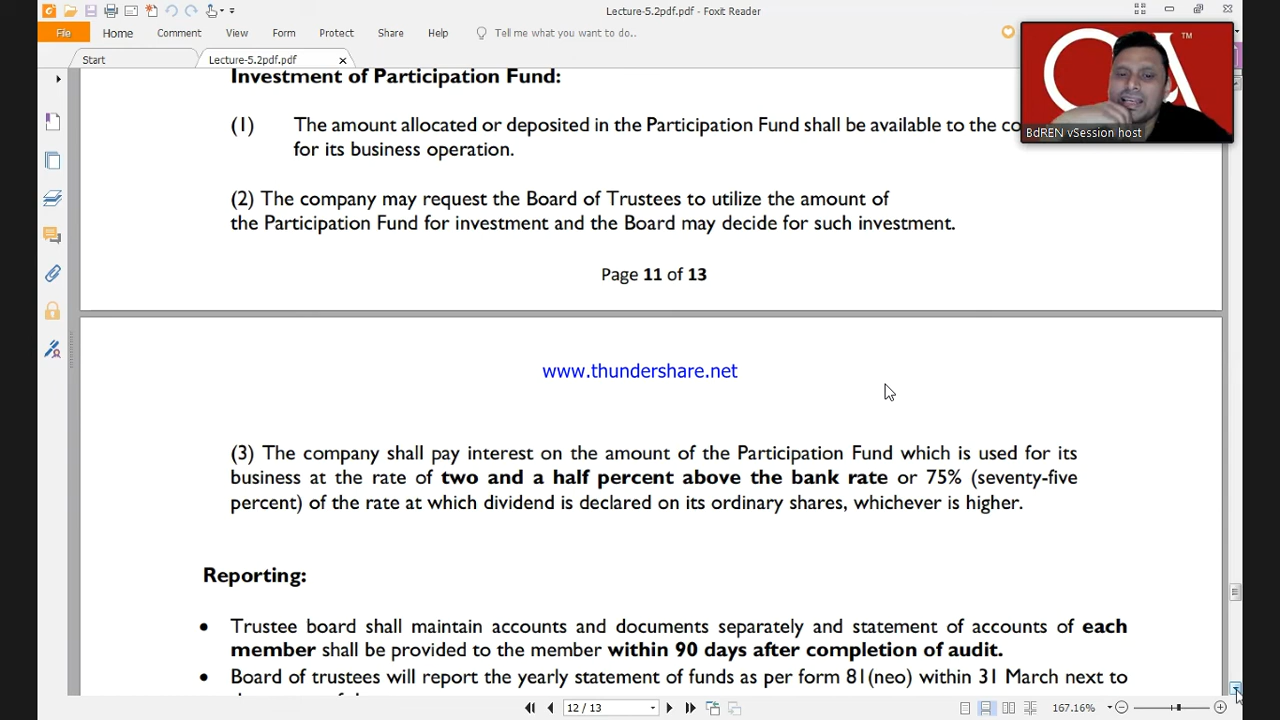 Lecture-5.2pdf.pdf - Foxit Reader
File Home Comment View Form Protect Share Help Tell me what you want to do..
Start Lecture-5.2pdf.pdf
CA TM
BdREN vSession host
Investment of Participation Fund:
(1) The amount allocated or deposited in the Participation Fund shall be available to the co
for its business operation.
(2) The company may request the Board of Trustees to utilize the amount of
the Participation Fund for investment and the Board may decide for such investment.
Page 11 of 13
www.thundershare.net
(3) The company shall pay interest on the amount of the Participation Fund which is used for its
business at the rate of two and a half percent above the bank rate or 75% (seventy-five
percent) of the rate at which dividend is declared on its ordinary shares, whichever is higher.
Reporting:
• Trustee board shall maintain accounts and documents separately and statement of accounts of each
member shall be provided to the member within 90 days after completion of audit.
• Board of trustees will report the yearly statement of funds as per form 81(neo) within 31 March next to
12 / 13 167.16%